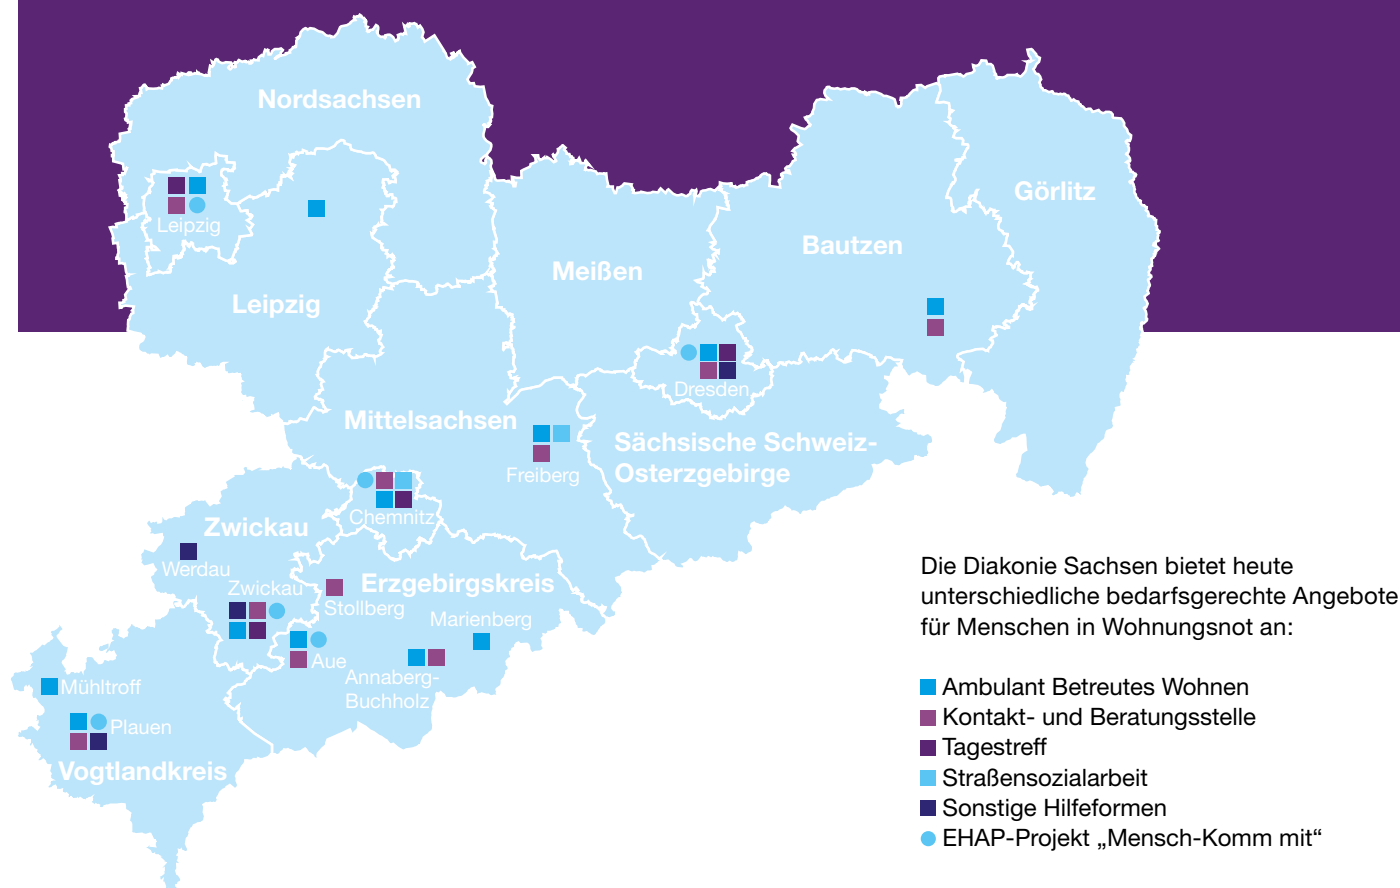 Nordsachsen
Görlitz
Leipzig
Bautzen
Meißen
Leipzig
Dresden
Mittelsachsen
Sächsische Schweiz-
Osterzgebirge
Freiberg
Chemnitz
Zwickau
Werdau
Zwickau
Erzgebirgskreis
Stollberg
Marienberg
Aue
Annaberg-
Buchholz
Mühltroff
Plauen
Vogtlandkreis
Die Diakonie Sachsen bietet heute
unterschiedliche bedarfsgerechte Angebote
für Menschen in Wohnungsnot an:
Ambulant Betreutes Wohnen
Kontakt- und Beratungsstelle
Tagestreff
Straßensozialarbeit
Sonstige Hilfeformen
EHAP-Projekt „Mensch-Komm mit“